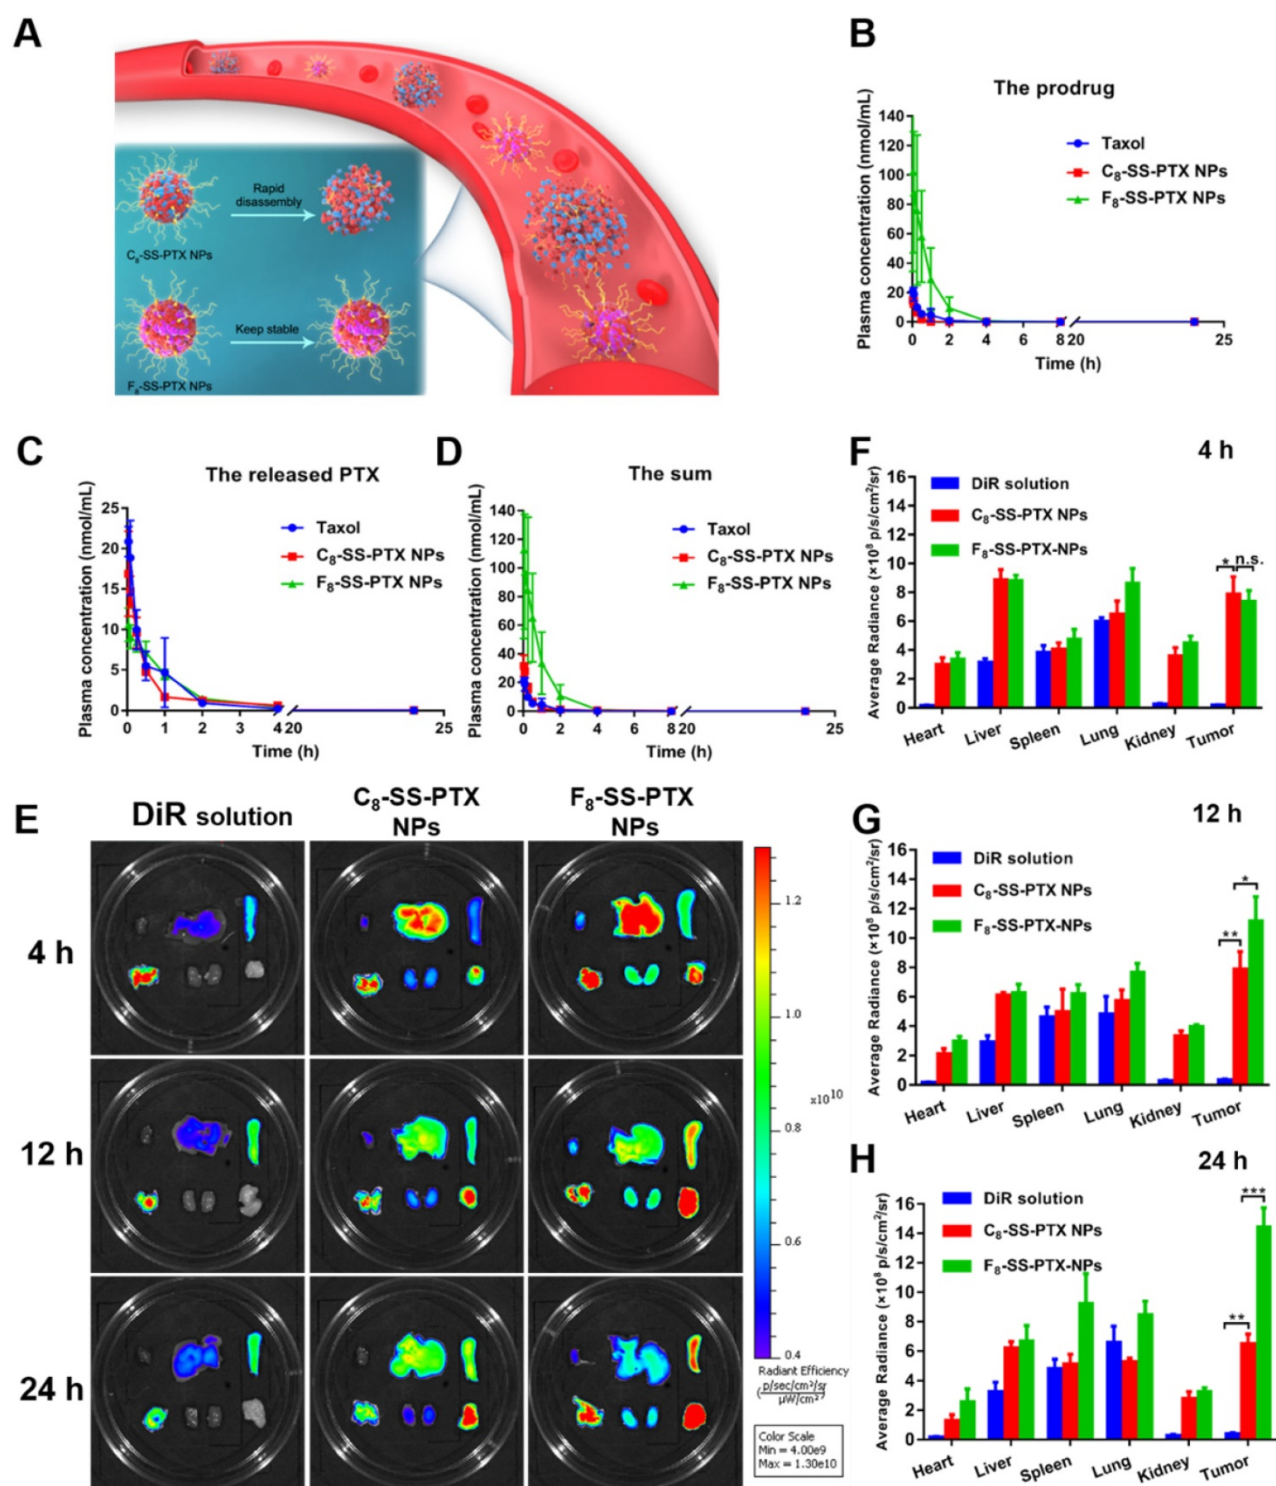 A
Rapid
disassembly
C₈-SS-PTX NPs
Keep stable
F₈-SS-PTX NPs
B
The prodrug
Plasma concentration (nmol/mL)
140
120
100
80
60
40
20
0
Taxol
C₈-SS-PTX NPs
F₈-SS-PTX NPs
0 2 4 6 8 20 25
Time (h)
C
The released PTX
Plasma concentration (nmol/mL)
25
20
15
10
5
0
Taxol
C₈-SS-PTX NPs
F₈-SS-PTX NPs
0 1 2 3 4 20 25
Time (h)
D
The sum
Plasma concentration (nmol/mL)
140
120
100
80
60
40
20
0
Taxol
C₈-SS-PTX NPs
F₈-SS-PTX NPs
0 2 4 6 8 20 25
Time (h)
E
DiR solution
C₈-SS-PTX
NPs
F₈-SS-PTX
NPs
4 h
12 h
24 h
1.2
1.0
x10¹⁰
0.8
0.6
0.4
Radiant Efficiency
(p/sec/cm²/sr
µW/cm²)
Color Scale
Min = 4.00e9
Max = 1.30e10
F
4 h
Average Radiance (×10⁸ p/s/cm²/sr)
16
14
12
10
8
6
4
2
0
DiR solution
C₈-SS-PTX NPs
F₈-SS-PTX-NPs
* n.s.
Heart Liver Spleen Lung Kidney Tumor
G
12 h
Average Radiance (×10⁸ p/s/cm²/sr)
16
14
12
10
8
6
4
2
0
DiR solution
C₈-SS-PTX NPs
F₈-SS-PTX-NPs
*
**
Heart Liver Spleen Lung Kidney Tumor
H
24 h
Average Radiance (×10⁸ p/s/cm²/sr)
16
14
12
10
8
6
4
2
0
DiR solution
C₈-SS-PTX NPs
F₈-SS-PTX-NPs
***
**
Heart Liver Spleen Lung Kidney Tumor